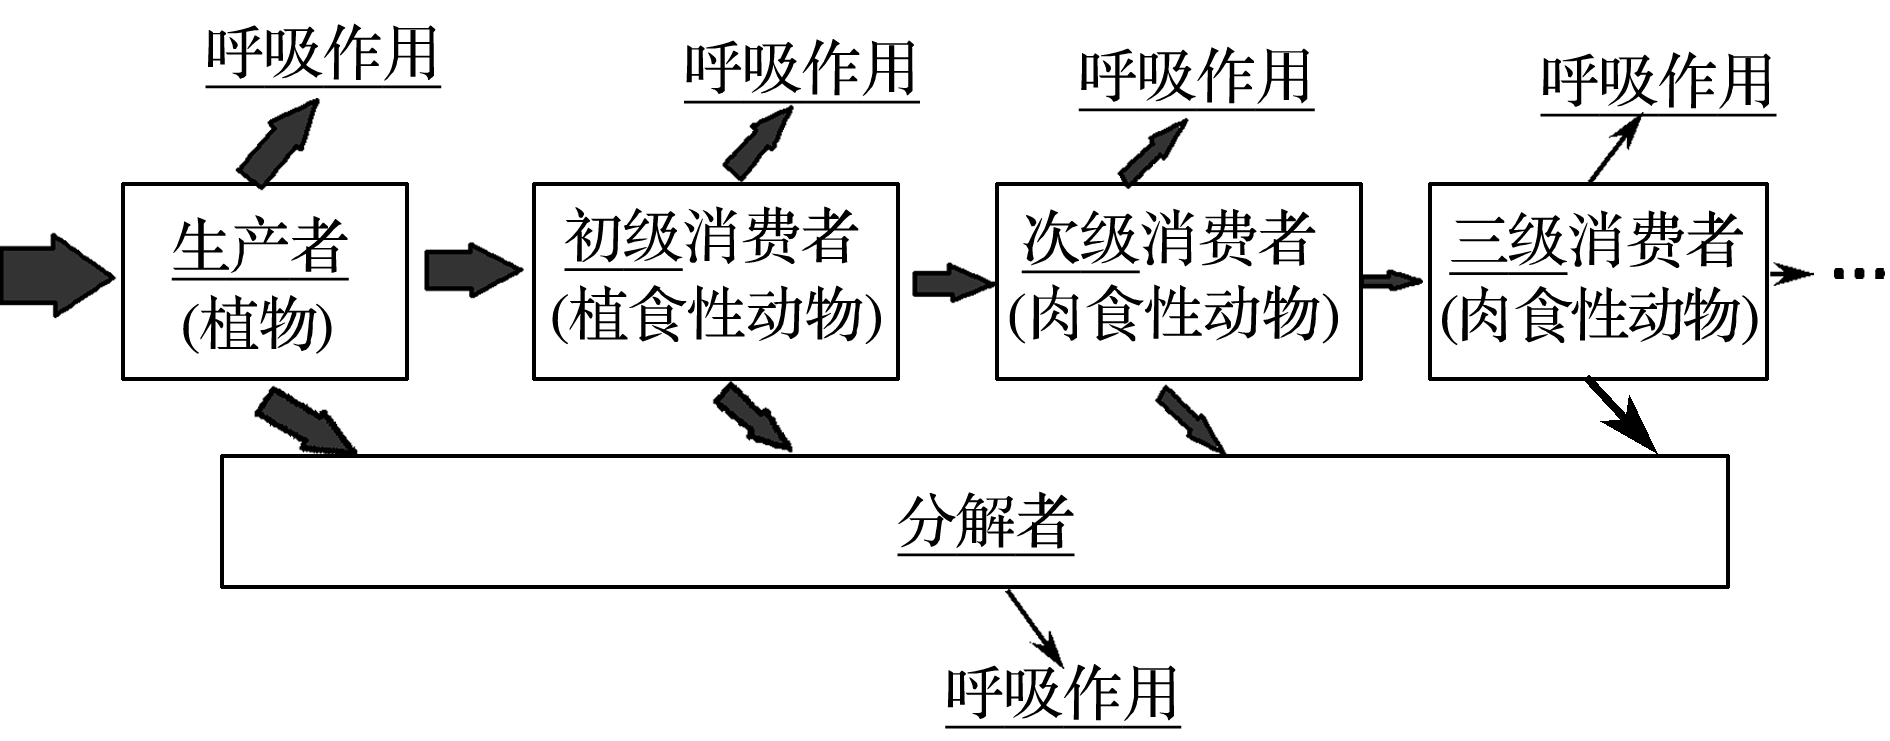 呼吸作用
呼吸作用
呼吸作用
呼吸作用
生产者
(植物)
初级消费者
(植食性动物)
次级消费者
(肉食性动物)
三级消费者
(肉食性动物)
…
分解者
呼吸作用